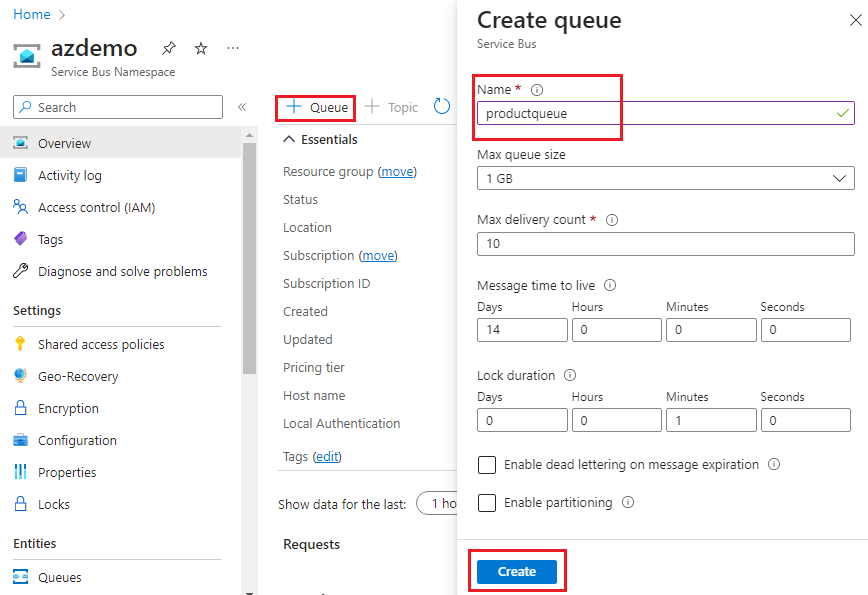 Home
azdemo
Service Bus Namespace
Search
Overview
Activity log
Access control (IAM)
Tags
Diagnose and solve problems
Settings
Shared access policies
Geo-Recovery
Encryption
Configuration
Properties
Locks
Entities
Queues
Queue
Topic
Essentials
Resource group (move)
Status
Location
Subscription (move)
Subscription ID
Created
Updated
Pricing tier
Host name
Local Authentication
Tags (edit)
Show data for the last:
1 ho
Requests
Create queue
Service Bus
Name *
productqueue
Max queue size
1 GB
Max delivery count *
10
Message time to live
Days Hours Minutes Seconds
14 0 0 0
Lock duration
Days Hours Minutes Seconds
0 0 1 0
Enable dead lettering on message expiration
Enable partitioning
Create